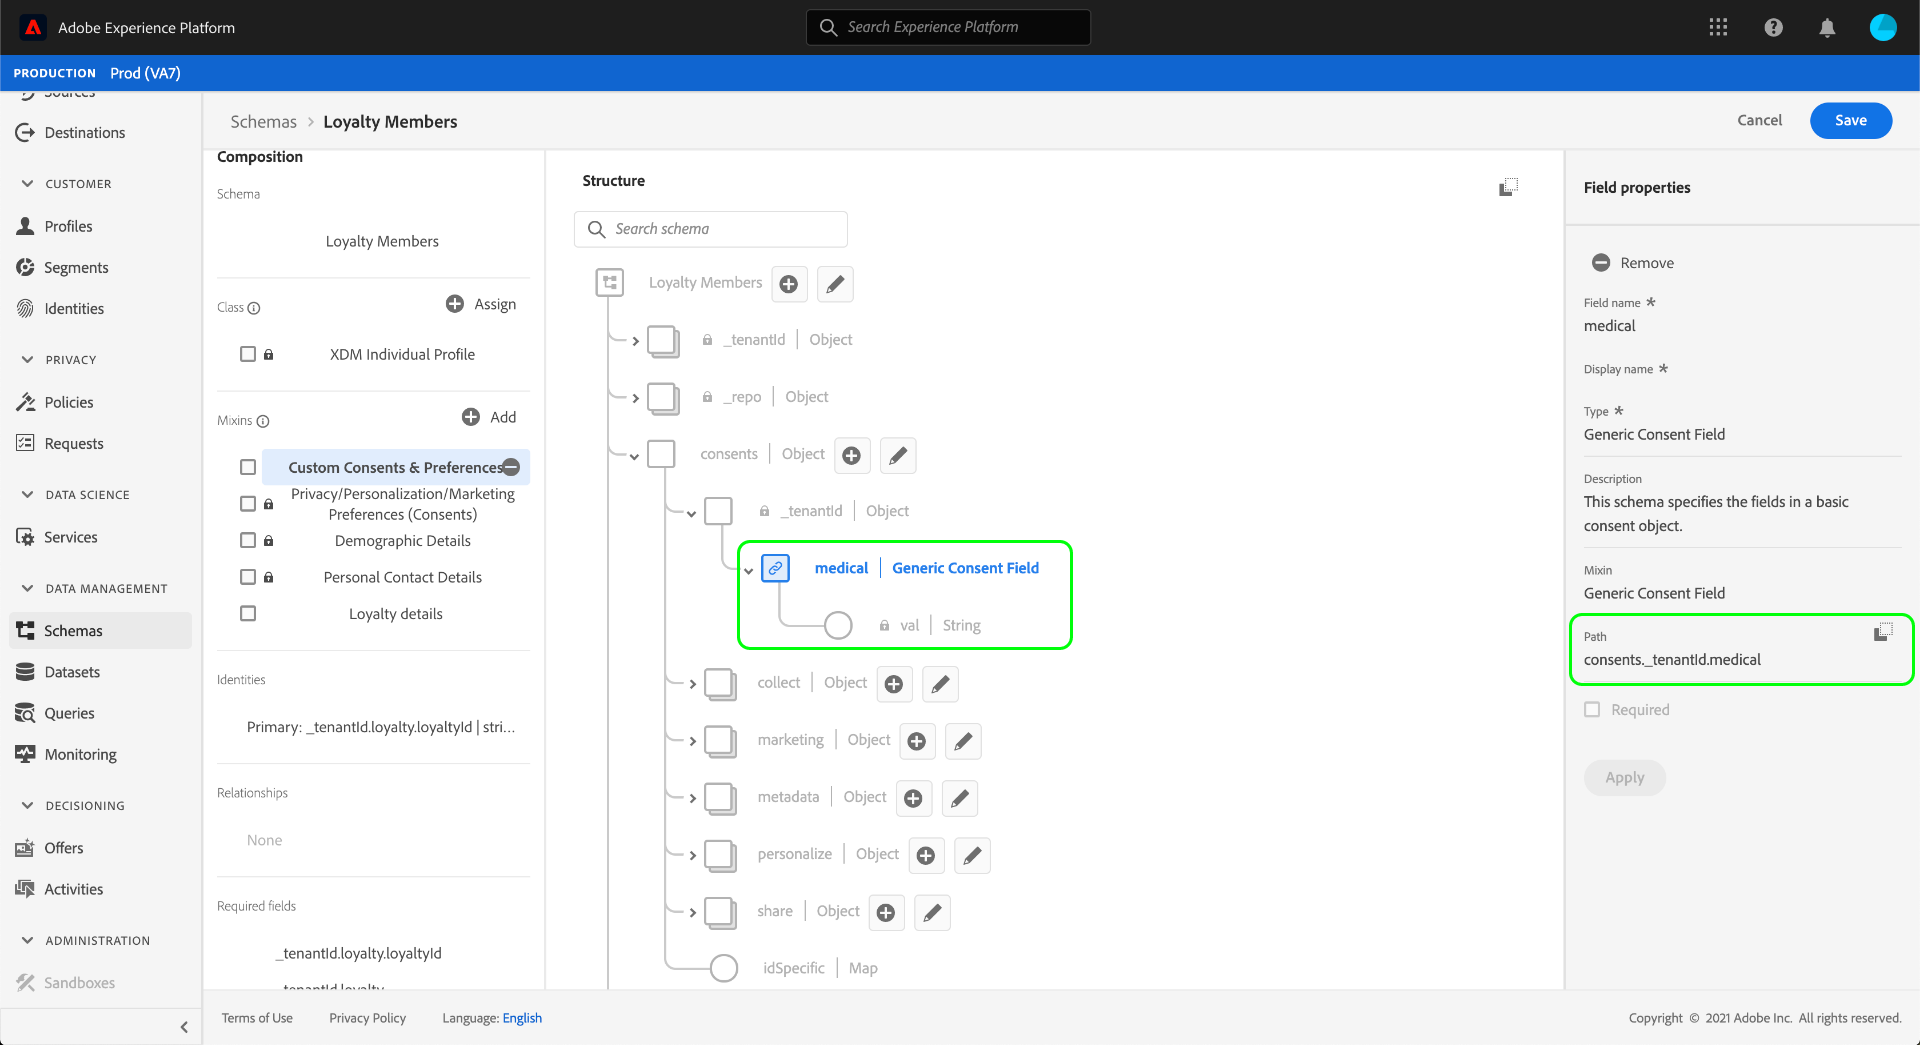 Adobe Experience Platform
Search Experience Platform
PRODUCTION Prod (VA7)
Sources
Destinations
CUSTOMER
Profiles
Segments
Identities
PRIVACY
Policies
Requests
DATA SCIENCE
Services
DATA MANAGEMENT
Schemas
Datasets
Queries
Monitoring
DECISIONING
Offers
Activities
ADMINISTRATION
Sandboxes
Schemas > Loyalty Members
Cancel
Save
Composition
Schema
Loyalty Members
Class
Assign
XDM Individual Profile
Mixins
Add
Custom Consents & Preferences
Privacy/Personalization/Marketing
Preferences (Consents)
Demographic Details
Personal Contact Details
Loyalty details
Identities
Primary: _tenantId.loyalty.loyaltyId | stri...
Relationships
None
Required fields
_tenantId.loyalty.loyaltyId
_tenantId.loyalty
Structure
Search schema
Loyalty Members
_tenantId | Object
_repo | Object
consents | Object
_tenantId | Object
medical | Generic Consent Field
val | String
collect | Object
marketing | Object
metadata | Object
personalize | Object
share | Object
idSpecific | Map
Field properties
Remove
Field name *
medical
Display name *
Type *
Generic Consent Field
Description
This schema specifies the fields in a basic
consent object.
Mixin
Generic Consent Field
Path
consents._tenantId.medical
Required
Apply
Terms of Use
Privacy Policy
Language: English
Copyright © 2021 Adobe Inc. All rights reserved.